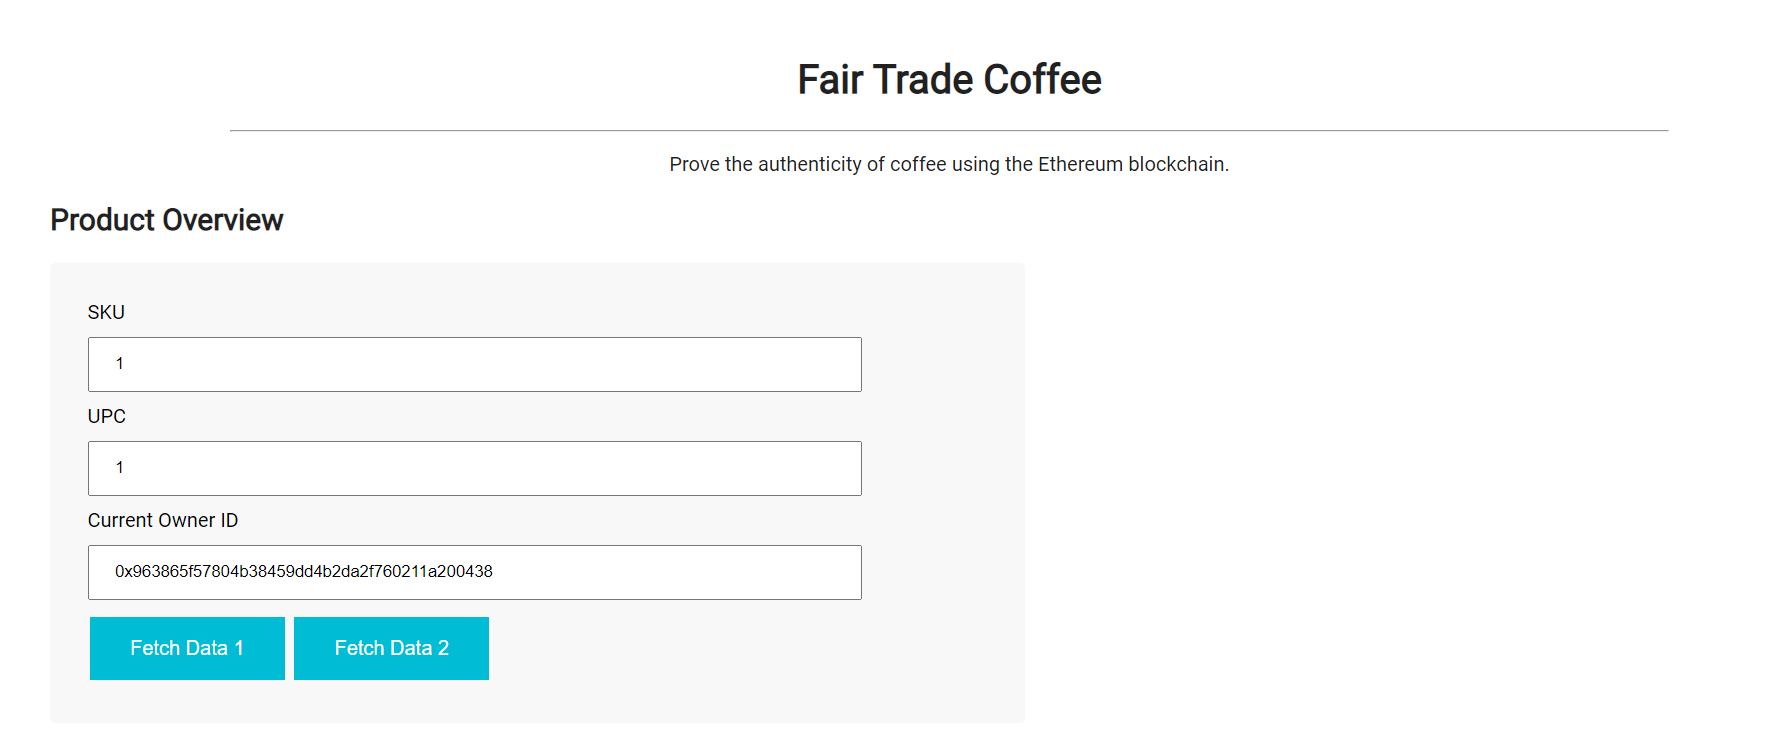 Fair Trade Coffee
Prove the authenticity of coffee using the Ethereum blockchain.
Product Overview
SKU
1
UPC
1
Current Owner ID
0x963865f57804b38459dd4b2da2f760211a200438
Fetch Data 1 Fetch Data 2